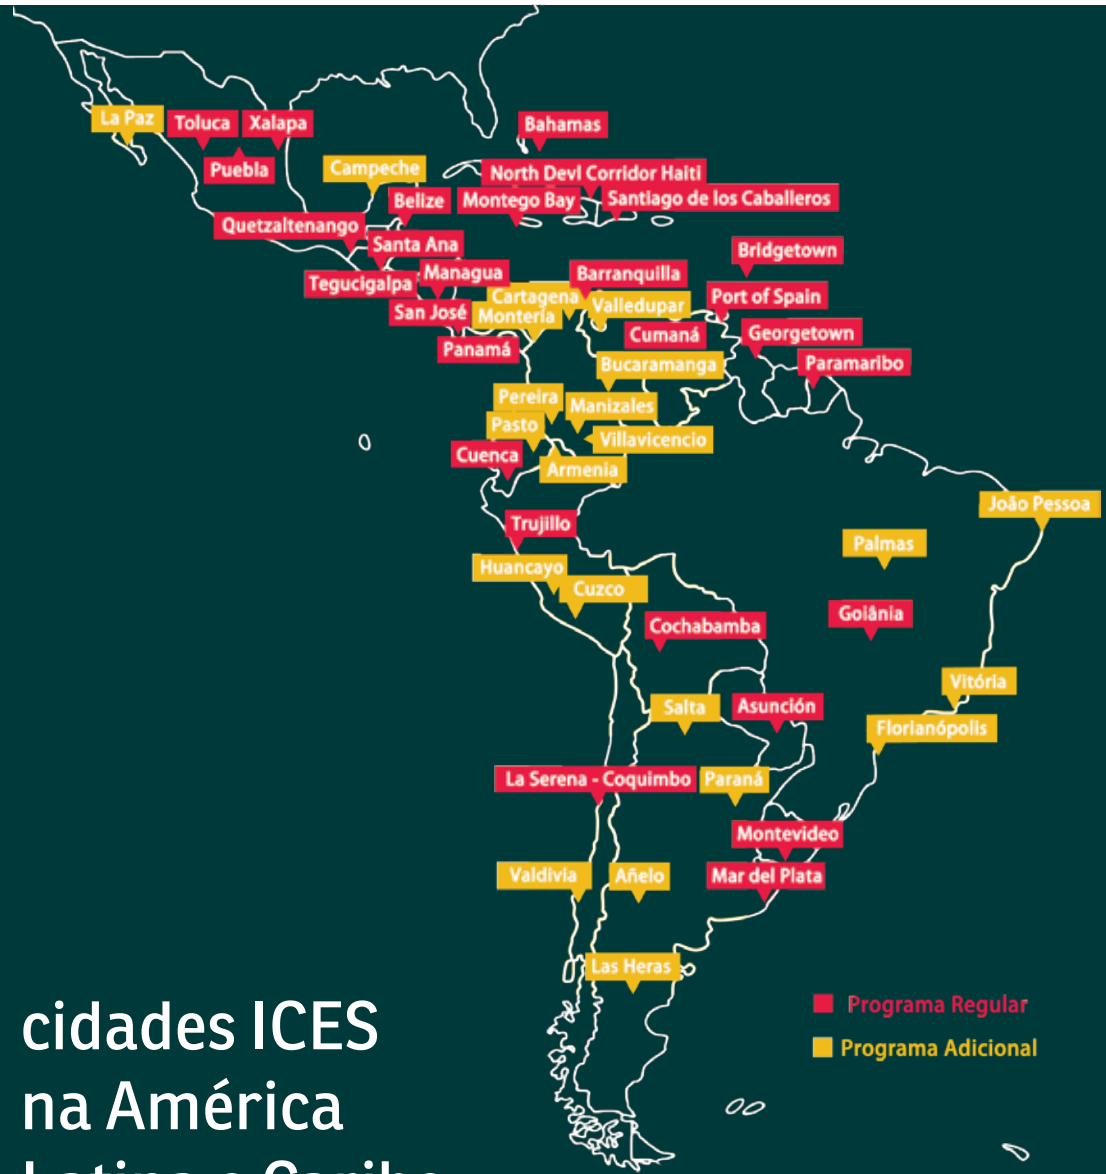 La Paz
Toluca
Xalapa
Puebla
Bahamas
Campeche
North Devl Corridor Haiti
Belize
Montego Bay
Santiago de los Caballeros
Quetzaltenango
Santa Ana
Bridgetown
Tegucigalpa
Managua
Barranquilla
Cartagena
Valledupar
Port of Spain
San José
Montería
Cumaná
Georgetown
Panamá
Bucaramanga
Paramaribo
Pereira
Manizales
Pasto
Villavicencio
Cuenca
Armenia
João Pessoa
Trujillo
Palmas
Huancayo
Cuzco
Goiânia
Cochabamba
Vitória
Salta
Asunción
Florianópolis
La Serena - Coquimbo
Paraná
Montevideo
Valdivia
Añelo
Mar del Plata
Las Heras
Programa Regular
Programa Adicional
cidades ICES
na América
Latina e Caribe